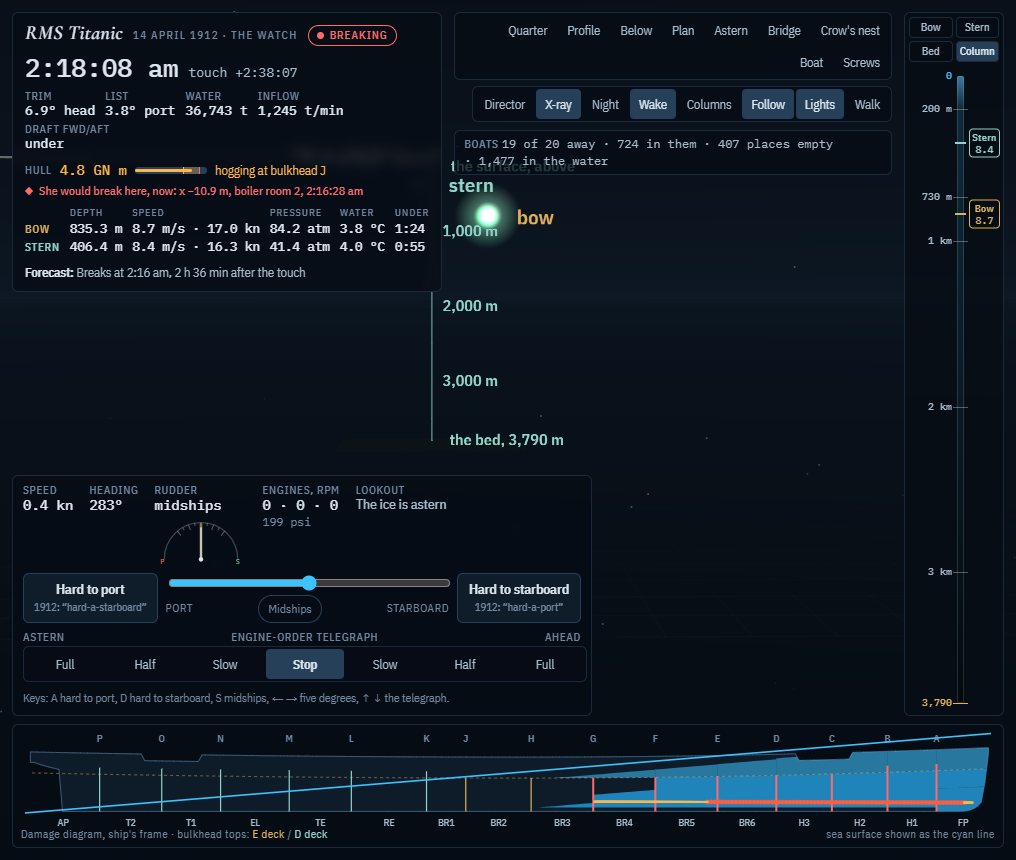 RMS Titanic 14 APRIL 1912 · THE WATCH BREAKING
2:18:08 am touch +2:38:07
TRIM LIST WATER INFLOW
6.9° head 3.8° port 36,743 t 1,245 t/min
DRAFT FWD/AFT
under
HULL 4.8 GN m hogging at bulkhead J
She would break here, now: x −10.9 m, boiler room 2, 2:16:28 am
DEPTH SPEED PRESSURE WATER UNDER
BOW 835.3 m 8.7 m/s · 17.0 kn 84.2 atm 3.8 °C 1:24
STERN 406.4 m 8.4 m/s · 16.3 kn 41.4 atm 4.0 °C 0:55
Forecast: Breaks at 2:16 am, 2 h 36 min after the touch
Quarter Profile Below Plan Astern Bridge Crow's nest
Boat Screws
Director X-ray Night Wake Columns Follow Lights Walk
BOATS 19 of 20 away · 724 in them · 407 places empty
· 1,477 in the water
the surface, above
stern
bow
1,000 m
2,000 m
3,000 m
the bed, 3,790 m
Bow Stern
Bed Column
0
200 m
Stern
8.4
730 m
Bow
8.7
1 km
2 km
3 km
3,790
SPEED HEADING RUDDER ENGINES, RPM LOOKOUT
0.4 kn 283° midships 0 · 0 · 0 The ice is astern
199 psi
P S
Hard to port
1912: “hard-a-starboard”
PORT Midships STARBOARD
Hard to starboard
1912: “hard-a-port”
ASTERN ENGINE-ORDER TELEGRAPH AHEAD
Full Half Slow Stop Slow Half Full
Keys: A hard to port, D hard to starboard, S midships, ← → five degrees, ↑ ↓ the telegraph.
P O N M L K J H G F E D C B A
AP T2 T1 EL TE RE BR1 BR2 BR3 BR4 BR5 BR6 H3 H2 H1 FP
Damage diagram, ship's frame · bulkhead tops: E deck / D deck
sea surface shown as the cyan line